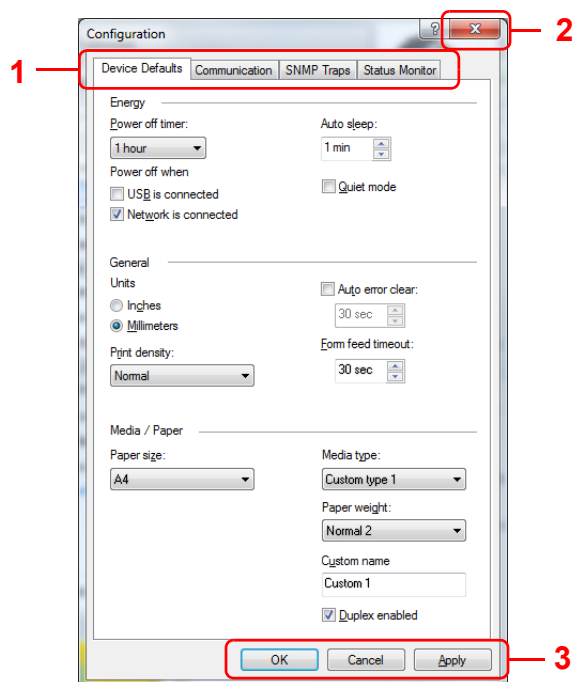 Configuration
?
X
2
1
Device Defaults Communication SNMP Traps Status Monitor
Energy
Power off timer:
1 hour
Auto sleep:
1 min
Power off when
USB is connected
Network is connected
Quiet mode
General
Units
Inches
Millimeters
Auto error clear:
30 sec
Print density:
Normal
Form feed timeout:
30 sec
Media / Paper
Paper size:
A4
Media type:
Custom type 1
Paper weight:
Normal 2
Custom name
Custom 1
Duplex enabled
OK Cancel Apply
3